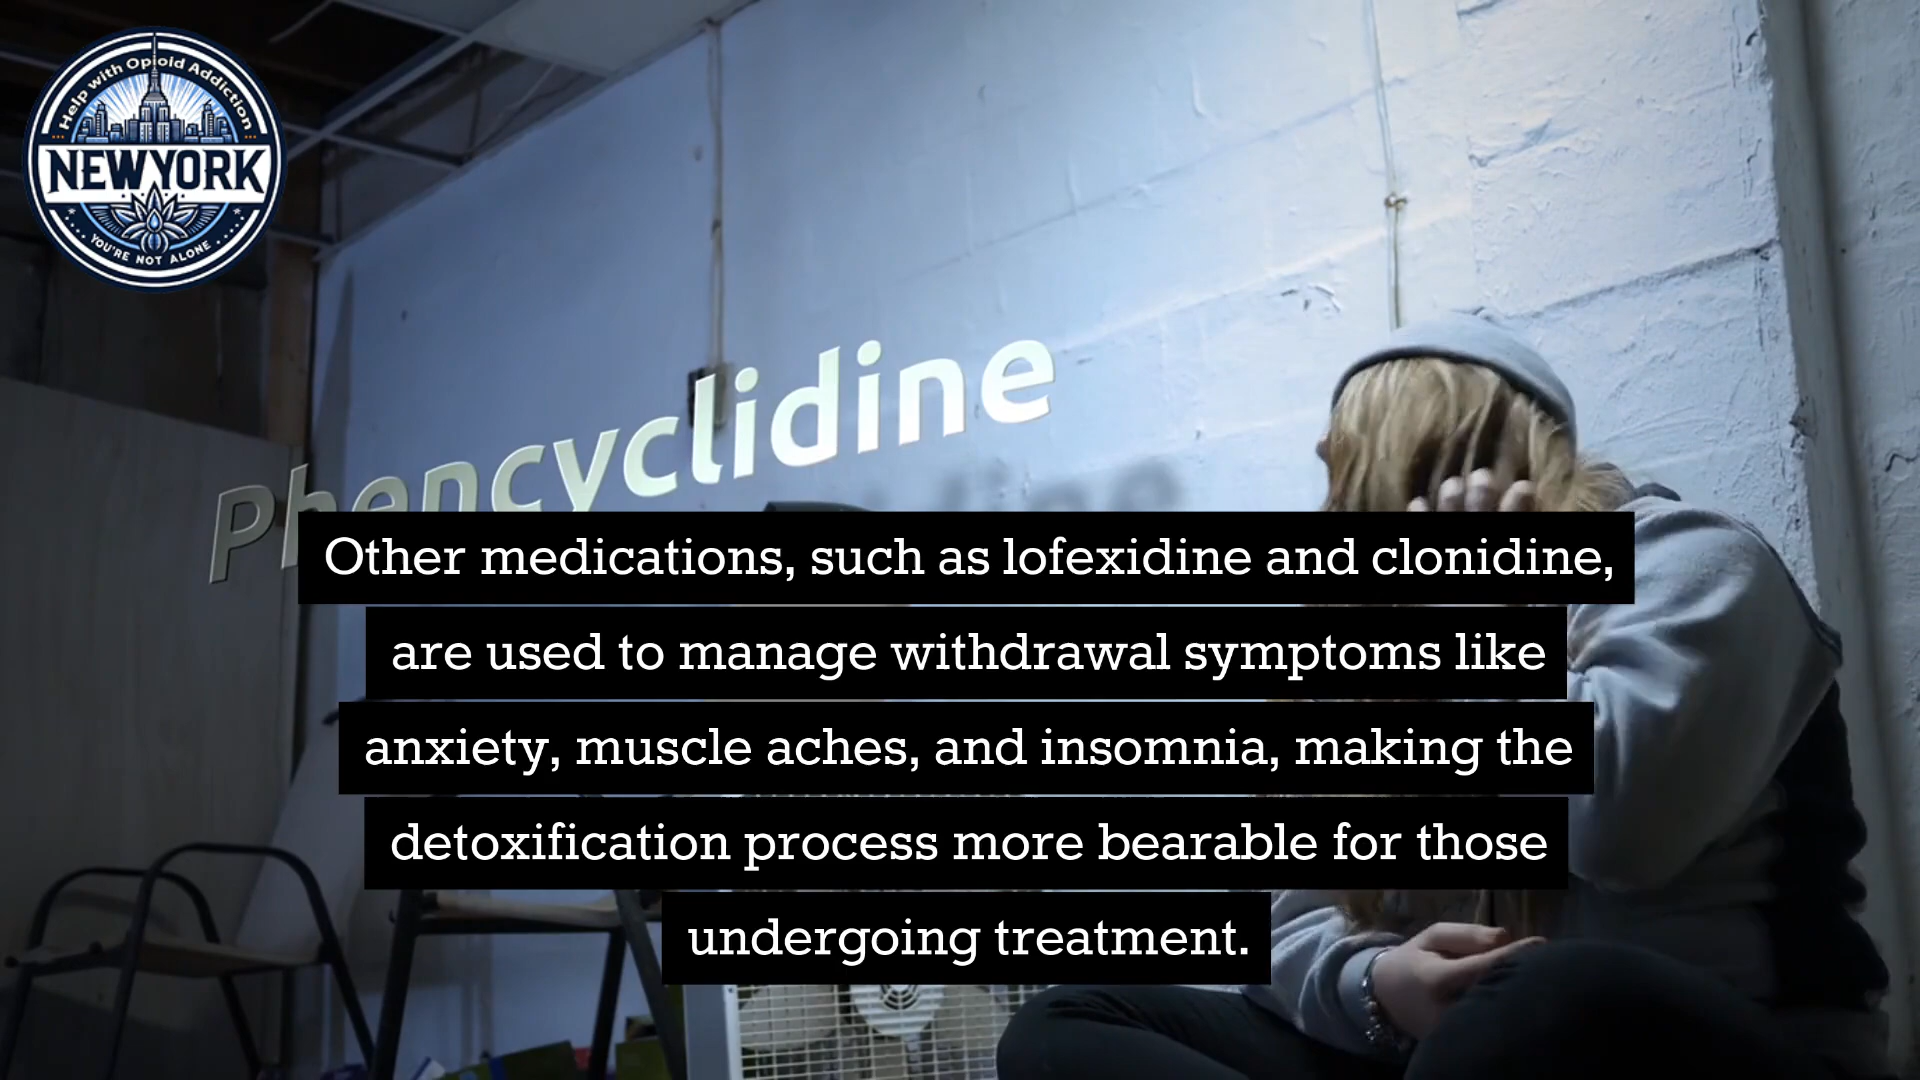 Help with Opioid Addiction
NEW YORK
YOU'RE NOT ALONE
Phencyclidine
Other medications, such as lofexidine and clonidine,
are used to manage withdrawal symptoms like
anxiety, muscle aches, and insomnia, making the
detoxification process more bearable for those
undergoing treatment.